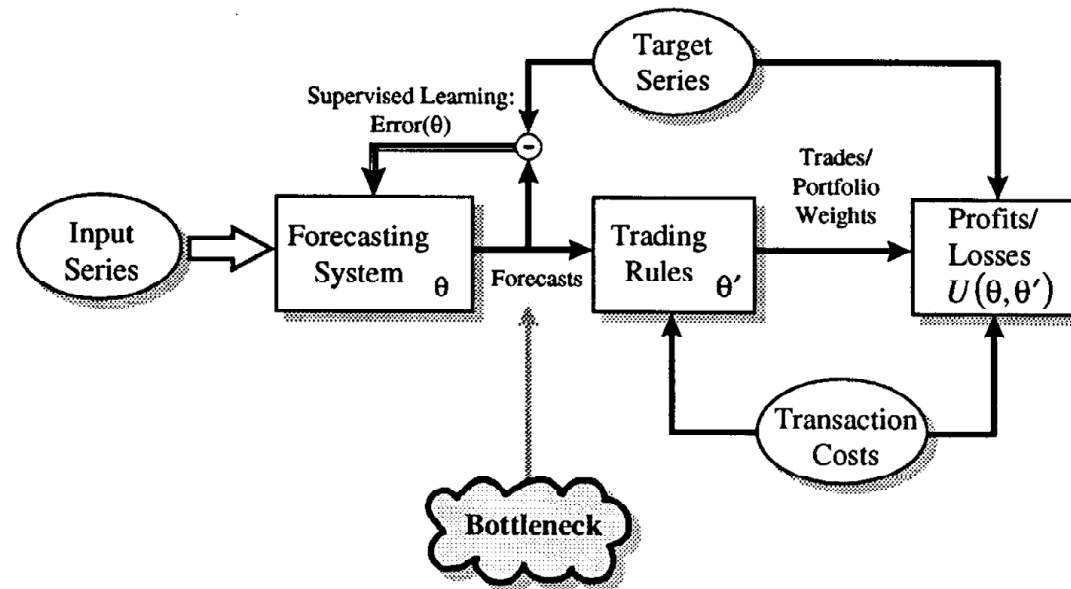 Target
Series
Supervised Learning:
Error(θ)
-
Trades/
Portfolio
Weights
Input
Series
Forecasting
System
θ
Forecasts
Trading
Rules
θ′
Profits/
Losses
U(θ,θ′)
Transaction
Costs
Bottleneck